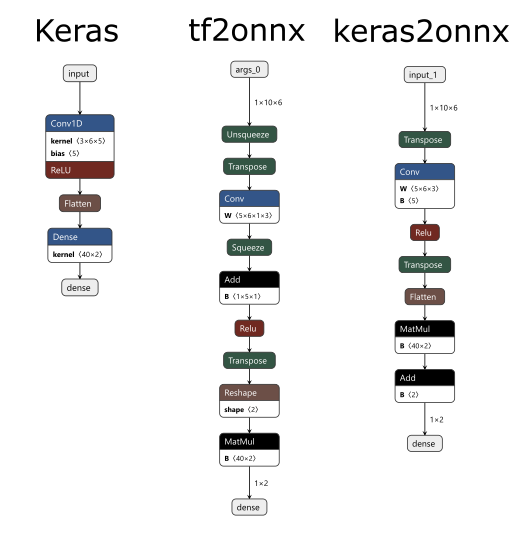 Keras
input
Conv1D
kernel ⟨3×6×5⟩
bias ⟨5⟩
ReLU
Flatten
Dense
kernel ⟨40×2⟩
dense
tf2onnx
args_0
1×10×6
Unsqueeze
Transpose
Conv
W ⟨5×6×1×3⟩
Squeeze
Add
B ⟨1×5×1⟩
Relu
Transpose
Reshape
shape ⟨2⟩
MatMul
B ⟨40×2⟩
1×2
dense
keras2onnx
input_1
1×10×6
Transpose
Conv
W ⟨5×6×3⟩
B ⟨5⟩
Relu
Transpose
Flatten
MatMul
B ⟨40×2⟩
Add
B ⟨2⟩
1×2
dense